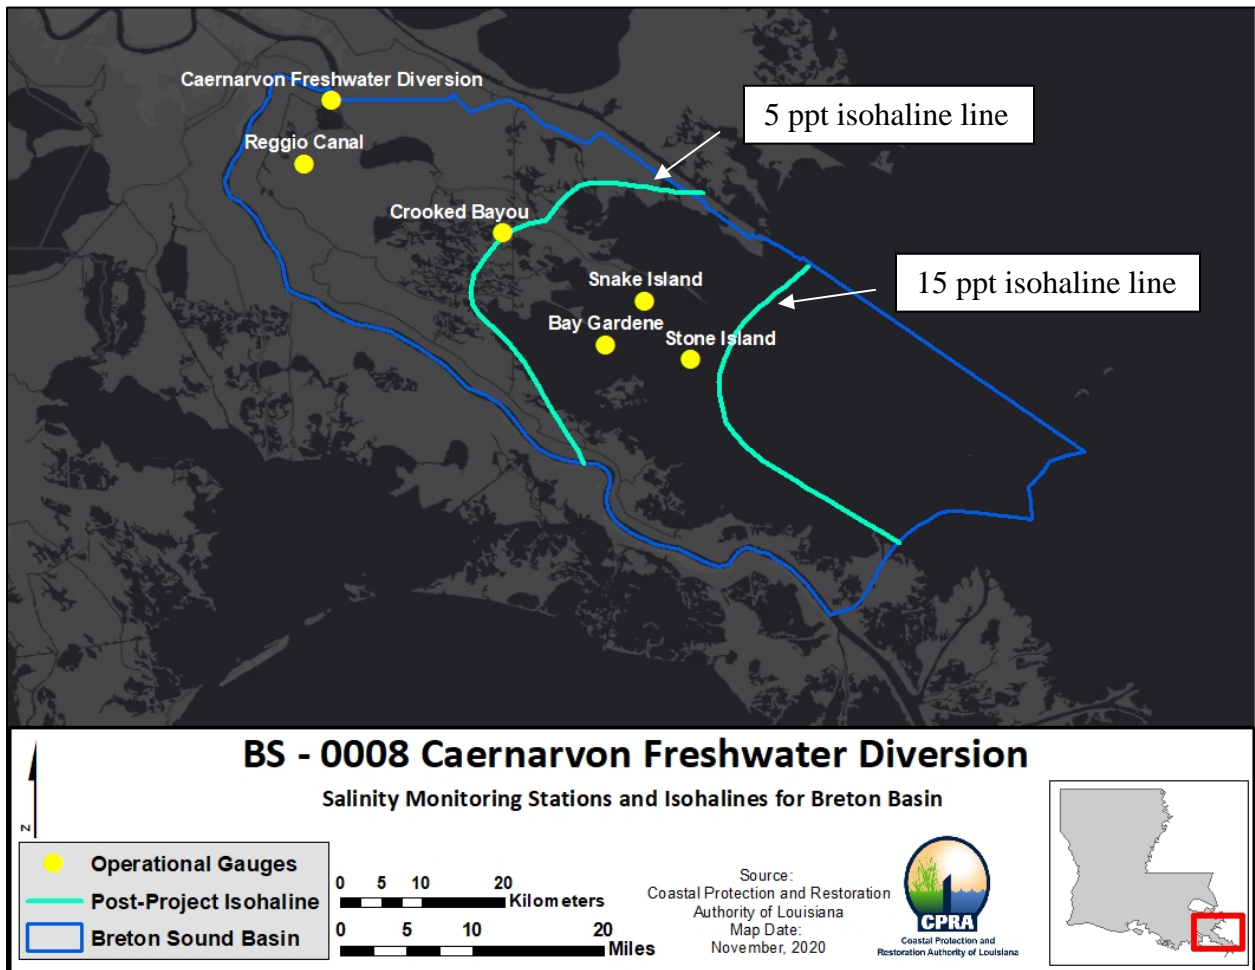 Caernarvon Freshwater Diversion
5 ppt isohaline line
Reggio Canal
Crooked Bayou
15 ppt isohaline line
Snake Island
Bay Gardene
Stone Island
BS - 0008 Caernarvon Freshwater Diversion
Salinity Monitoring Stations and Isohalines for Breton Basin
N
Operational Gauges
Post-Project Isohaline
Breton Sound Basin
0 5 10 20
Kilometers
0 5 10 20
Miles
Source:
Coastal Protection and Restoration
Authority of Louisiana
Map Date:
November, 2020
CPRA
Coastal Protection and
Restoration Authority of Louisiana